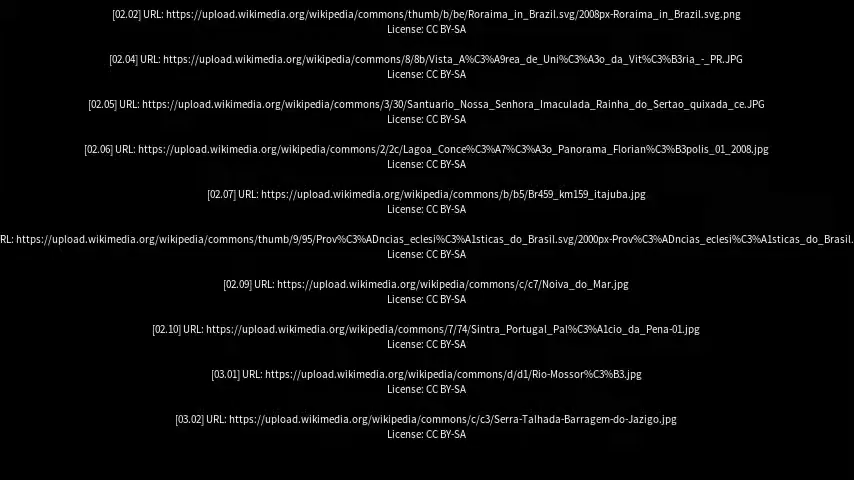 [02.02] URL: https://upload.wikimedia.org/wikipedia/commons/thumb/b/be/Roraima_in_Brazil.svg/2008px-Roraima_in_Brazil.svg.png
License: CC BY-SA
[02.04] URL: https://upload.wikimedia.org/wikipedia/commons/8/8b/Vista_A%C3%A9rea_de_Uni%C3%A3o_da_Vit%C3%B3ria_-_PR.JPG
License: CC BY-SA
[02.05] URL: https://upload.wikimedia.org/wikipedia/commons/3/30/Santuario_Nossa_Senhora_Imaculada_Rainha_do_Sertao_quixada_ce.JPG
License: CC BY-SA
[02.06] URL: https://upload.wikimedia.org/wikipedia/commons/2/2c/Lagoa_Conce%C3%A7%C3%A3o_Panorama_Florian%C3%B3polis_01_2008.jpg
License: CC BY-SA
[02.07] URL: https://upload.wikimedia.org/wikipedia/commons/b/b5/Br459_km159_itajuba.jpg
License: CC BY-SA
RL: https://upload.wikimedia.org/wikipedia/commons/thumb/9/95/Prov%C3%ADncias_eclesi%C3%A1sticas_do_Brasil.svg/2000px-Prov%C3%ADncias_eclesi%C3%A1sticas_do_Brasil.
License: CC BY-SA
[02.09] URL: https://upload.wikimedia.org/wikipedia/commons/c/c7/Noiva_do_Mar.jpg
License: CC BY-SA
[02.10] URL: https://upload.wikimedia.org/wikipedia/commons/7/74/Sintra_Portugal_Pal%C3%A1cio_da_Pena-01.jpg
License: CC BY-SA
[03.01] URL: https://upload.wikimedia.org/wikipedia/commons/d/d1/Rio-Mossor%C3%B3.jpg
License: CC BY-SA
[03.02] URL: https://upload.wikimedia.org/wikipedia/commons/c/c3/Serra-Talhada-Barragem-do-Jazigo.jpg
License: CC BY-SA